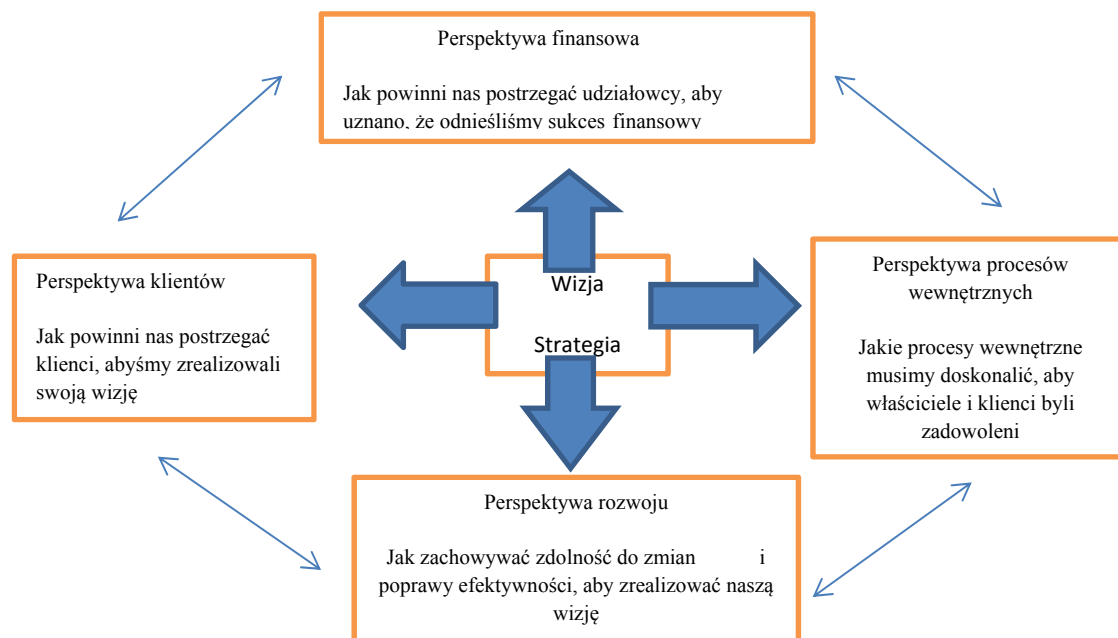 Perspektywa finansowa
Jak powinni nas postrzegać udziałowcy, aby
uznano, że odnieśliśmy sukces finansowy
Perspektywa klientów
Jak powinni nas postrzegać
klienci, abyśmy zrealizowali
swoją wizję
Wizja
Strategia
Perspektywa procesów
wewnętrznych
Jakie procesy wewnętrzne
musimy doskonalić, aby
właściciele i klienci byli
zadowoleni
Perspektywa rozwoju
Jak zachowywać zdolność do zmian i
poprawy efektywności, aby zrealizować naszą
wizję